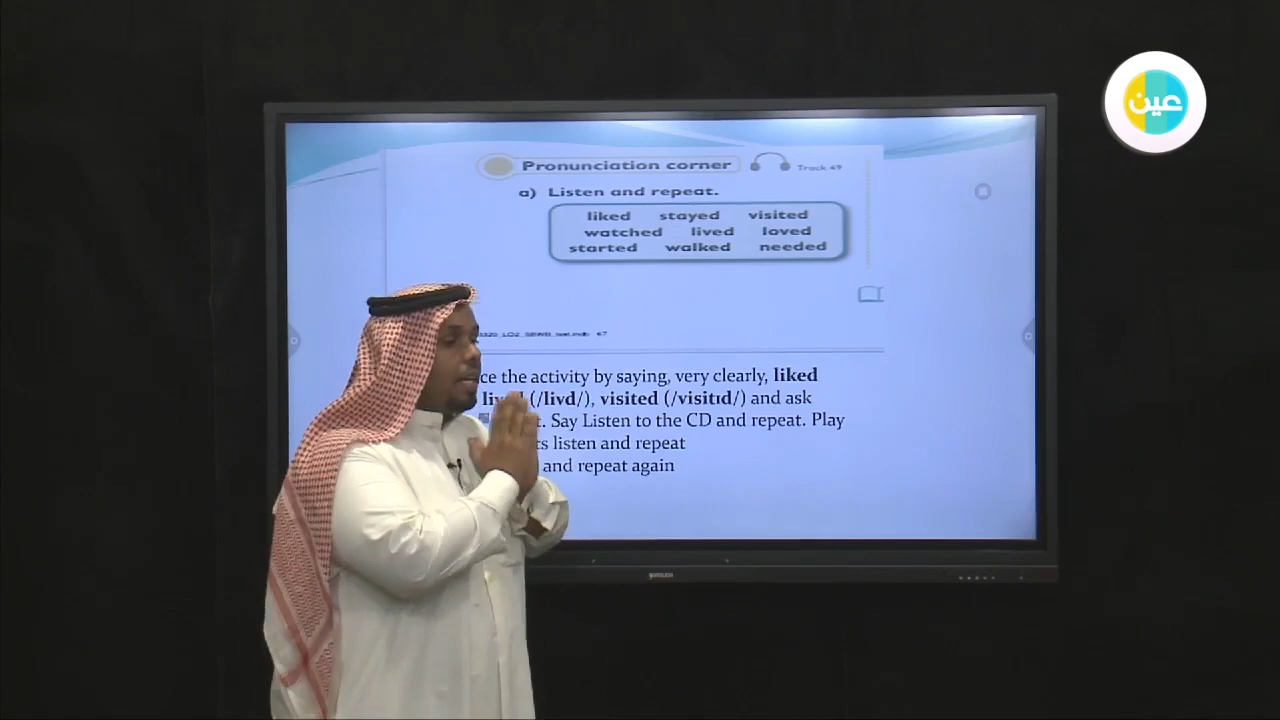 عين
Pronunciation corner
Track 49
a) Listen and repeat.
liked stayed visited
watched lived loved
started walked needed
67
ce the activity by saying, very clearly, liked
lived (/livd/), visited (/visitɪd/) and ask
t. Say Listen to the CD and repeat. Play
ts listen and repeat
and repeat again